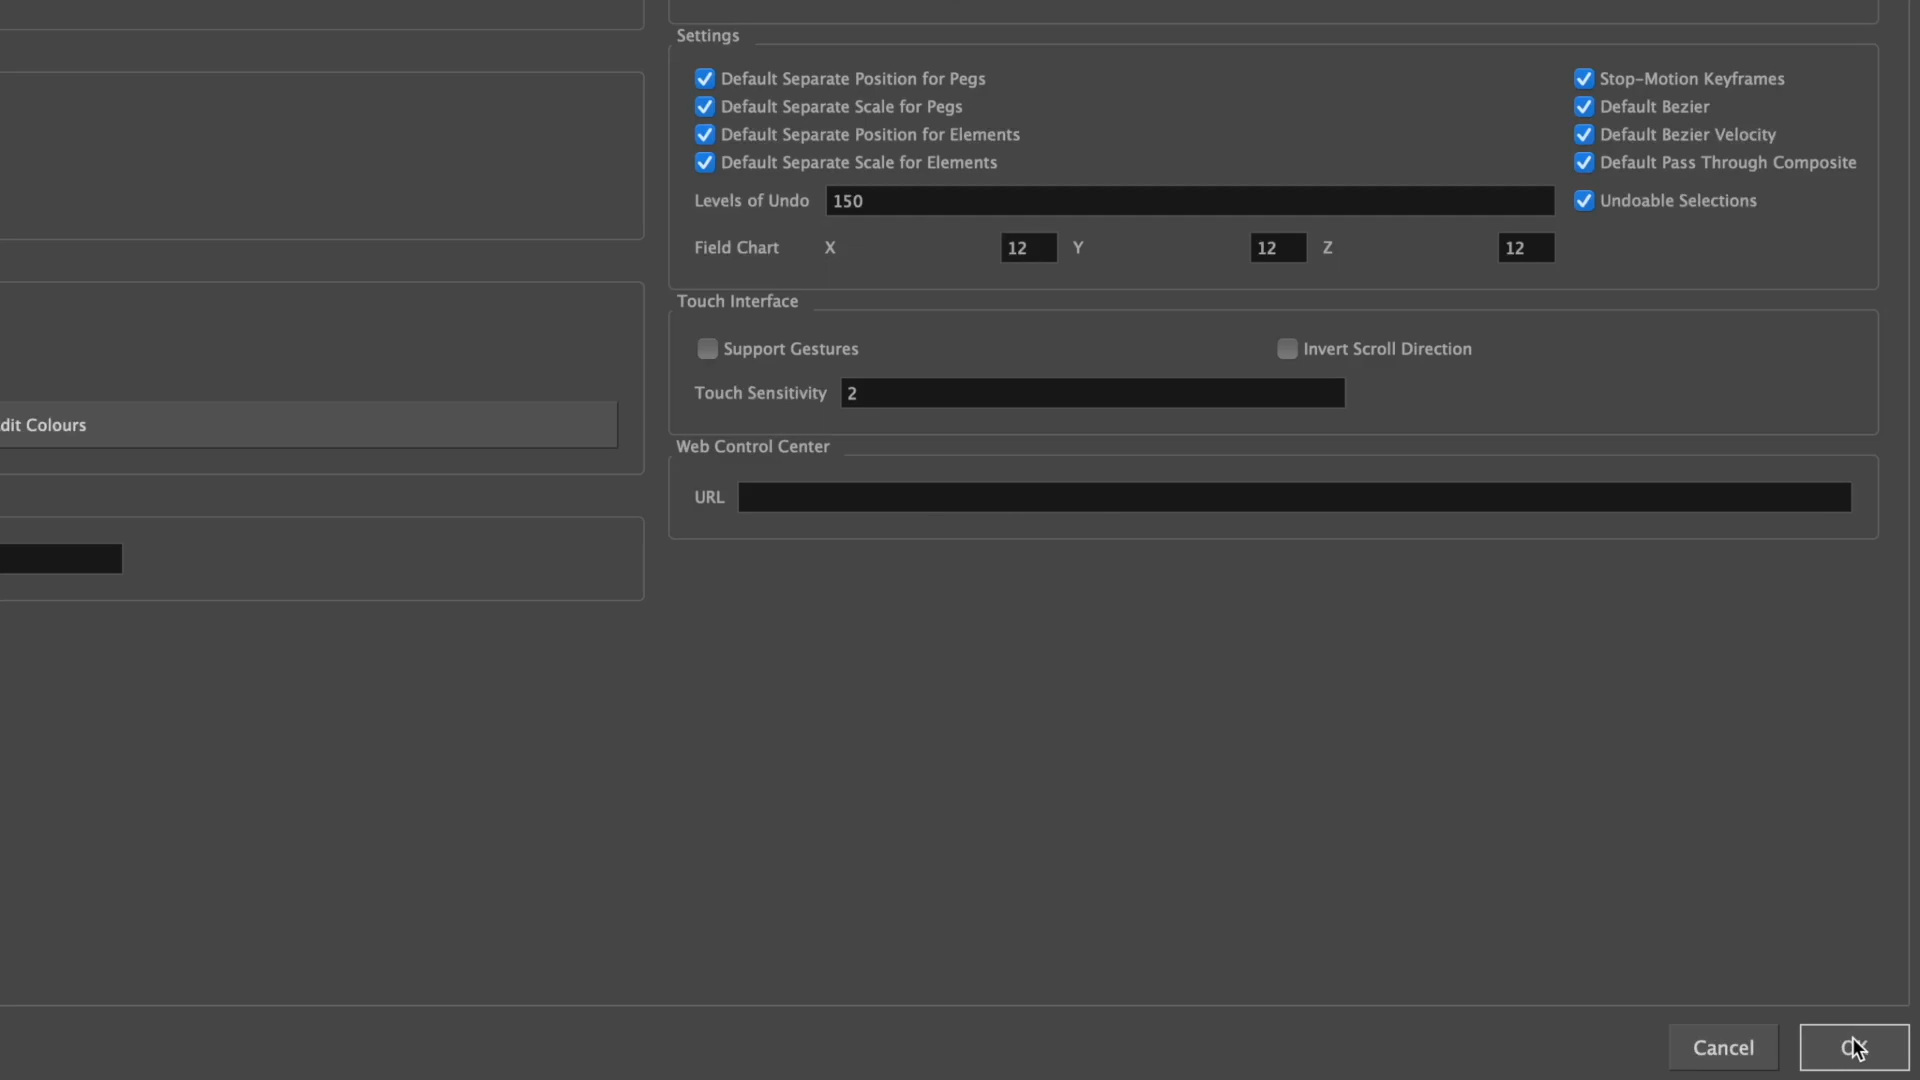 Settings
Default Separate Position for Pegs
Default Separate Scale for Pegs
Default Separate Position for Elements
Default Separate Scale for Elements
Stop-Motion Keyframes
Default Bezier
Default Bezier Velocity
Default Pass Through Composite
Levels of Undo 150
Undoable Selections
Field Chart X 12 Y 12 Z 12
Touch Interface
Support Gestures
Invert Scroll Direction
Touch Sensitivity 2
dit Colours
Web Control Center
URL
Cancel
OK